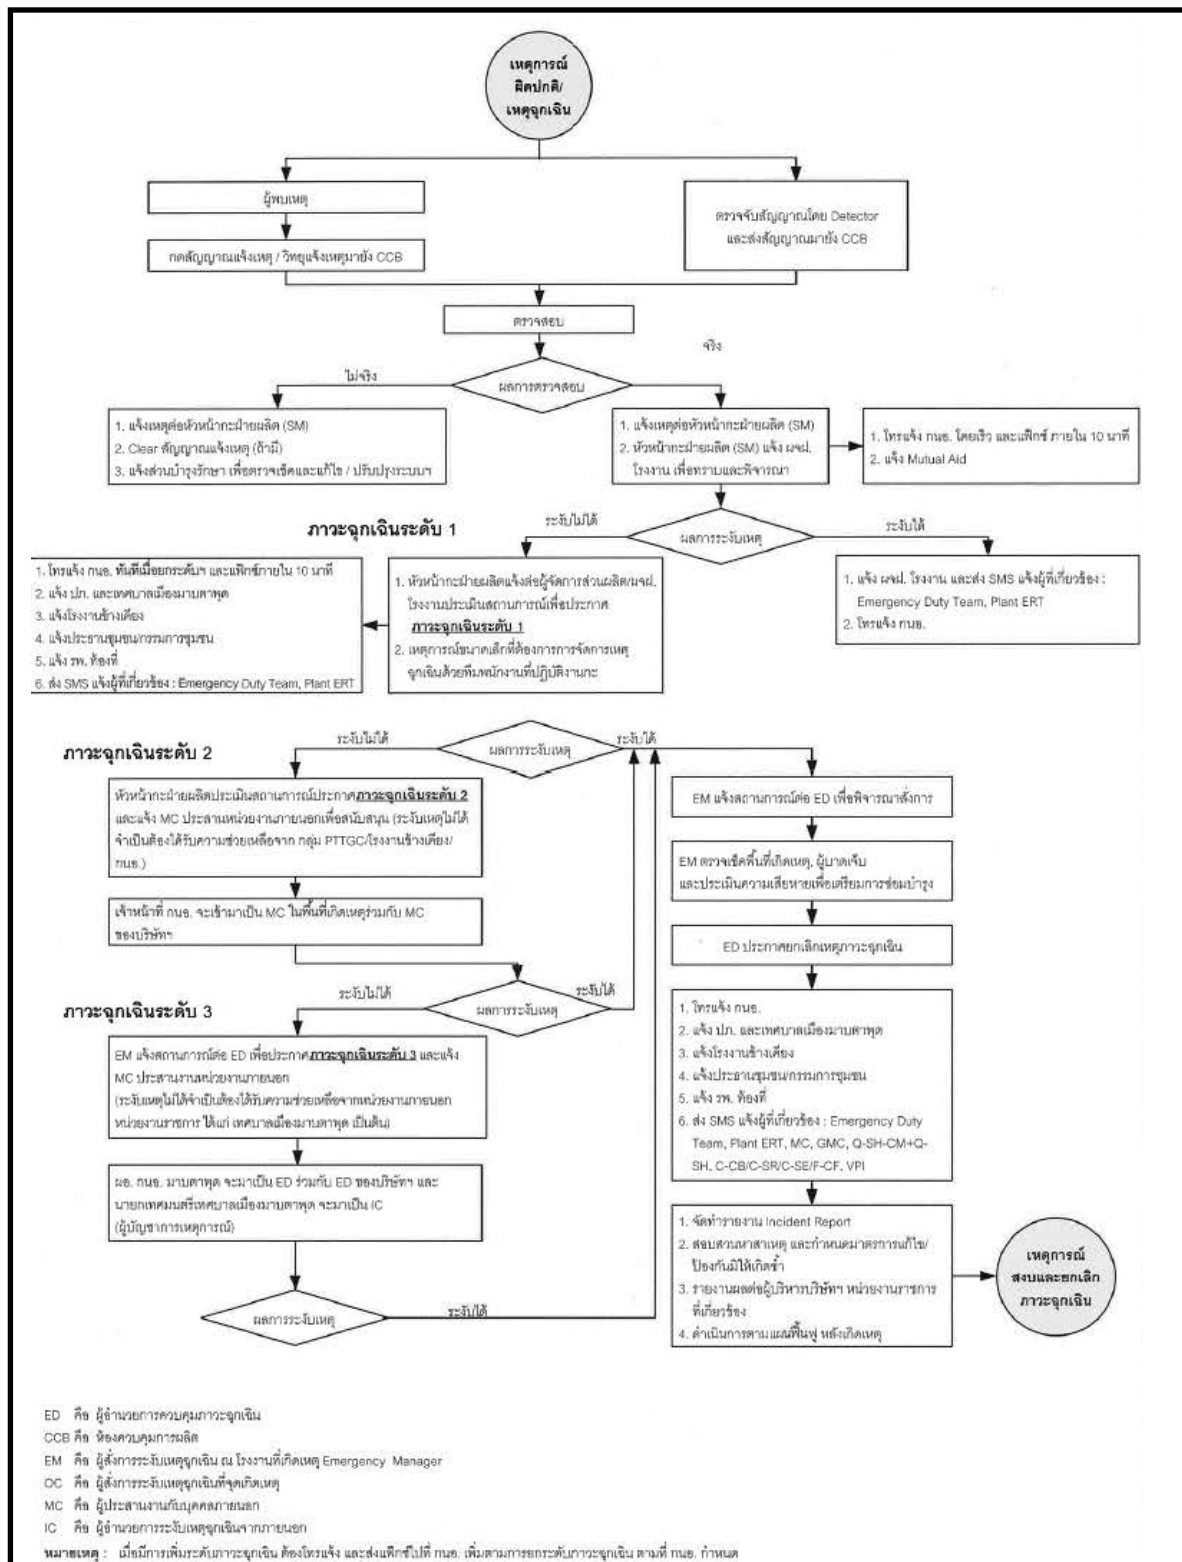 เหตุการณ์
ผิดปกติ/
เหตุฉุกเฉิน
ผู้พบเหตุ
กดสัญญาณแจ้งเหตุ / วิทยุแจ้งเหตุมายัง CCB
ตรวจจับสัญญาณโดย Detector
และส่งสัญญาณมายัง CCB
ตรวจสอบ
จริง
ไม่จริง
ผลการตรวจสอบ
1. แจ้งเหตุต่อหัวหน้ากะฝ่ายผลิต (SM)
2. Clear สัญญาณแจ้งเหตุ (ถ้ามี)
3. แจ้งส่วนบำรุงรักษา เพื่อตรวจเช็คและแก้ไข / ปรับปรุงระบบฯ
1. แจ้งเหตุต่อหัวหน้ากะฝ่ายผลิต (SM)
2. หัวหน้ากะฝ่ายผลิต (SM) แจ้ง ผจฝ.
โรงงาน เพื่อทราบและพิจารณา
1. โทรแจ้ง กนอ. โดยเร็ว และแฟ็กซ์ ภายใน 10 นาที
2. แจ้ง Mutual Aid
ภาวะฉุกเฉินระดับ 1
ระงับไม่ได้
ผลการระงับเหตุ
ระงับได้
1. โทรแจ้ง กนอ. ทันทีเมื่อยกระดับฯ และแฟ็กซ์ภายใน 10 นาที
2. แจ้ง ปภ. และเทศบาลเมืองมาบตาพุด
3. แจ้งโรงงานข้างเคียง
4. แจ้งประธานชุมชน/กรรมการชุมชน
5. แจ้ง รพ. ท้องที่
6. ส่ง SMS แจ้งผู้ที่เกี่ยวข้อง : Emergency Duty Team, Plant ERT
1. หัวหน้ากะฝ่ายผลิตแจ้งต่อผู้จัดการส่วนผลิต/ผจฝ.
โรงงานประเมินสถานการณ์เพื่อประกาศ
ภาวะฉุกเฉินระดับ 1
2. เหตุการณ์ขนาดเล็กที่ต้องการการจัดการเหตุ
ฉุกเฉินด้วยทีมพนักงานที่ปฏิบัติงานกะ
1. แจ้ง ผจฝ. โรงงาน และส่ง SMS แจ้งผู้ที่เกี่ยวข้อง :
Emergency Duty Team, Plant ERT
2. โทรแจ้ง กนอ.
ภาวะฉุกเฉินระดับ 2
ระงับไม่ได้
ผลการระงับเหตุ
ระงับได้
หัวหน้ากะฝ่ายผลิตประเมินสถานการณ์ประกาศภาวะฉุกเฉินระดับ 2
และแจ้ง MC ประสานหน่วยงานภายนอกเพื่อสนับสนุน (ระงับเหตุไม่ได้
จำเป็นต้องได้รับความช่วยเหลือจาก กลุ่ม PTTGC/โรงงานข้างเคียง/
กนอ.)
เจ้าหน้าที่ กนอ. จะเข้ามาเป็น MC ในพื้นที่เกิดเหตุร่วมกับ MC
ของบริษัทฯ
EM แจ้งสถานการณ์ต่อ ED เพื่อพิจารณาสั่งการ
EM ตรวจเช็คพื้นที่เกิดเหตุ, ผู้บาดเจ็บ
และประเมินความเสียหายเพื่อเตรียมการซ่อมบำรุง
ED ประกาศยกเลิกเหตุภาวะฉุกเฉิน
ภาวะฉุกเฉินระดับ 3
ระงับไม่ได้
ผลการระงับเหตุ
ระงับได้
EM แจ้งสถานการณ์ต่อ ED เพื่อประกาศภาวะฉุกเฉินระดับ 3 และแจ้ง
MC ประสานงานหน่วยงานภายนอก
(ระงับเหตุไม่ได้จำเป็นต้องได้รับความช่วยเหลือจากหน่วยงานภายนอก
หน่วยงานราชการ ได้แก่ เทศบาลเมืองมาบตาพุด เป็นต้น)
ผอ. กนอ. มาบตาพุด จะมาเป็น ED ร่วมกับ ED ของบริษัทฯ และ
นายกเทศมนตรีเทศบาลเมืองมาบตาพุด จะมาเป็น IC
(ผู้บัญชาการเหตุการณ์)
ผลการระงับเหตุ
ระงับได้
1. โทรแจ้ง กนอ.
2. แจ้ง ปภ. และเทศบาลเมืองมาบตาพุด
3. แจ้งโรงงานข้างเคียง
4. แจ้งประธานชุมชน/กรรมการชุมชน
5. แจ้ง รพ. ท้องที่
6. ส่ง SMS แจ้งผู้ที่เกี่ยวข้อง : Emergency Duty
Team, Plant ERT, MC, GMC, Q-SH-CM+Q-
SH, C-CB/C-SR/C-SE/F-CF, VPI
1. จัดทำรายงาน Incident Report
2. สอบสวนหาสาเหตุ และกำหนดมาตรการแก้ไข/
ป้องกันมิให้เกิดซ้ำ
3. รายงานผลต่อผู้บริหารบริษัทฯ หน่วยงานราชการ
ที่เกี่ยวข้อง
4. ดำเนินการตามแผนฟื้นฟู หลังเกิดเหตุ
เหตุการณ์
สงบและยกเลิก
ภาวะฉุกเฉิน
ED คือ ผู้อำนวยการควบคุมภาวะฉุกเฉิน
CCB คือ ห้องควบคุมการผลิต
EM คือ ผู้สั่งการระงับเหตุฉุกเฉิน ณ โรงงานที่เกิดเหตุ Emergency Manager
OC คือ ผู้สั่งการระงับเหตุฉุกเฉินที่จุดเกิดเหตุ
MC คือ ผู้ประสานงานกับบุคคลภายนอก
IC คือ ผู้อำนวยการระงับเหตุฉุกเฉินจากภายนอก
หมายเหตุ : เมื่อมีการเพิ่มระดับภาวะฉุกเฉิน ต้องโทรแจ้ง และส่งแฟ็กซ์ไปที่ กนอ. เพิ่มตามการยกระดับภาวะฉุกเฉิน ตามที่ กนอ. กำหนด